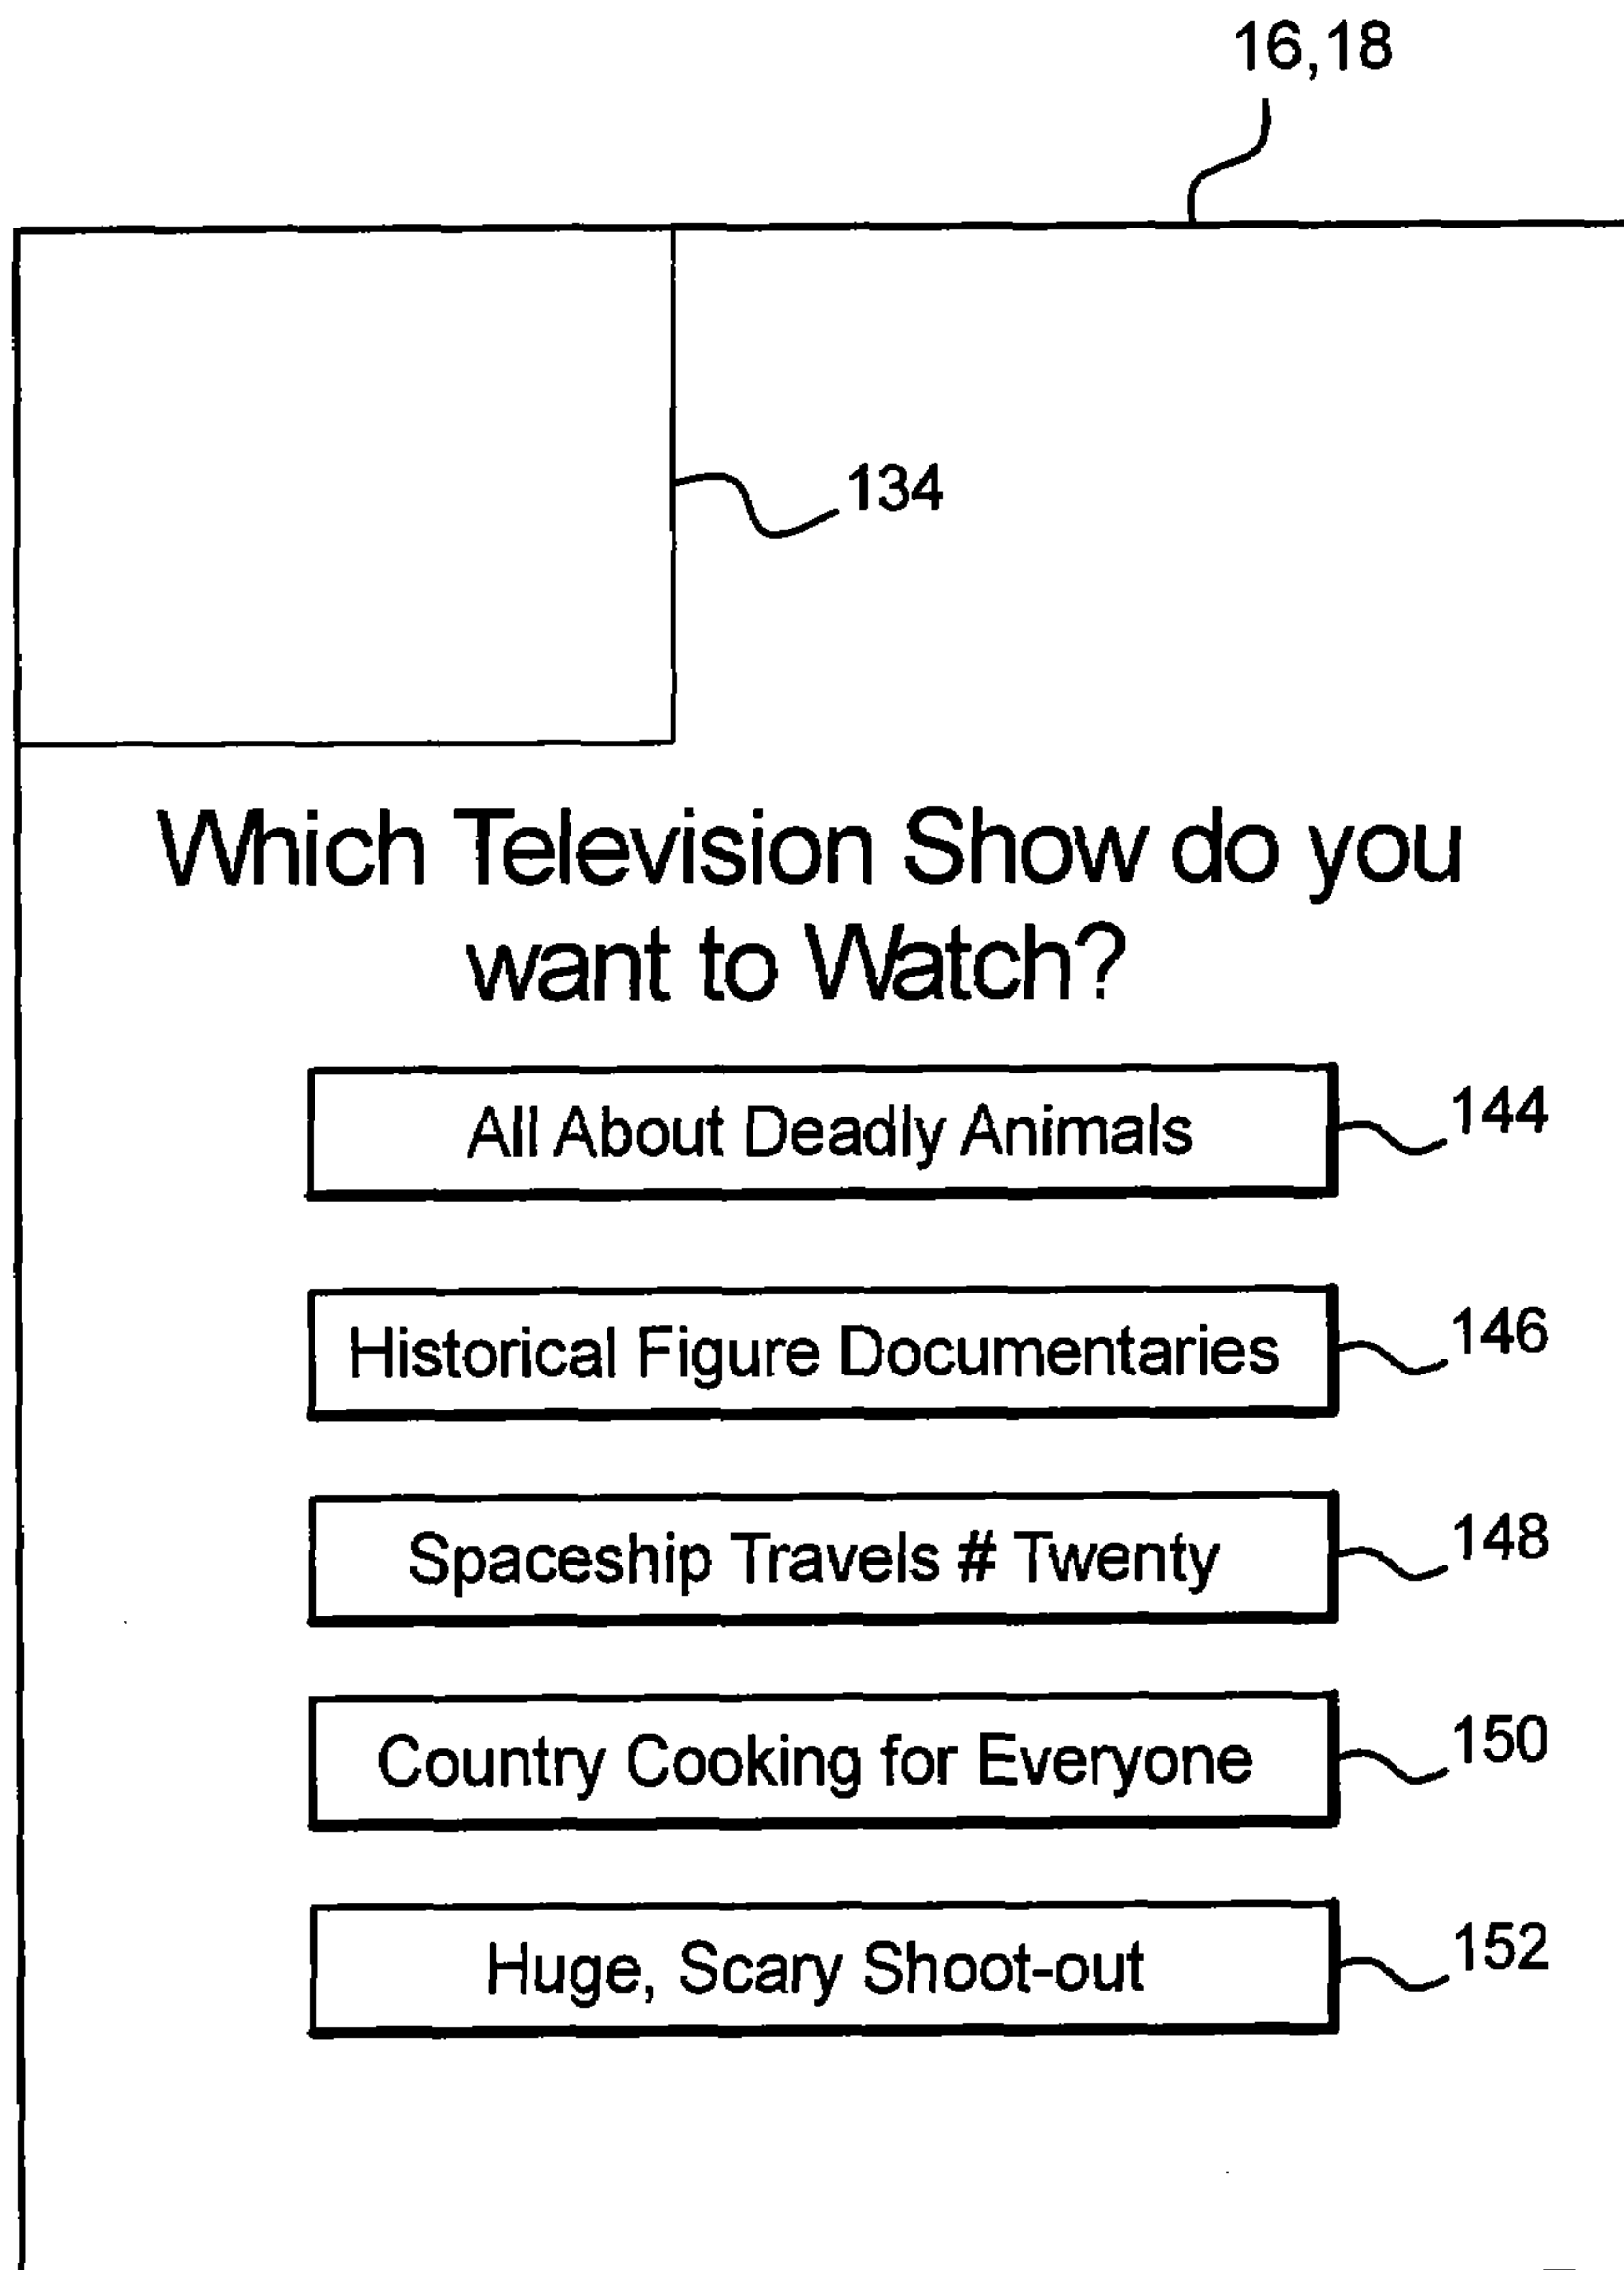 16,18
134
Which Television Show do you
want to Watch?
All About Deadly Animals
144
Historical Figure Documentaries
146
Spaceship Travels # Twenty
148
Country Cooking for Everyone
150
Huge, Scary Shoot-out
152